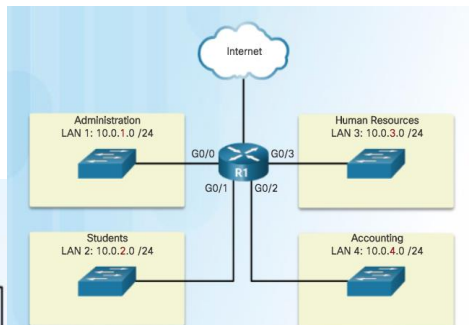 Internet
Administration
LAN 1: 10.0.1.0 /24
Human Resources
LAN 3: 10.0.3.0 /24
G0/0
G0/3
R1
G0/1
G0/2
Students
LAN 2: 10.0.2.0 /24
Accounting
LAN 4: 10.0.4.0 /24